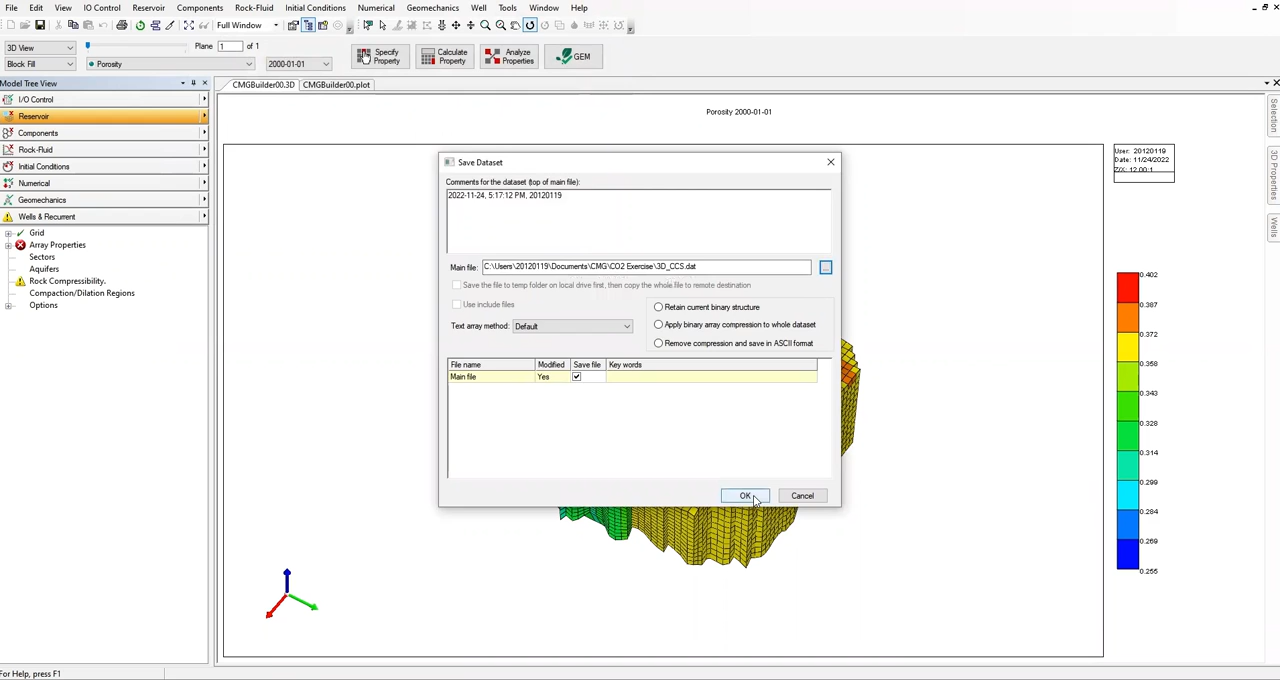 File Edit View IO Control Reservoir Components Rock-Fluid Initial Conditions Numerical Geomechanics Well Tools Window Help
Full Window
3D View Plane 1 of 1
Block Fill Porosity 2000-01-01
Specify Property
Calculate Property
Analyze Properties
GEM
Model Tree View
CMGBuilder00.3D CMGBuilder00.plot
I/O Control
Reservoir
Components
Rock-Fluid
Initial Conditions
Numerical
Geomechanics
Wells & Recurrent
Grid
Array Properties
Sectors
Aquifers
Rock Compressibility.
Compaction/Dilation Regions
Options
Porosity 2000-01-01
User: 20120119
Date: 11/24/2022
Z/X: 12.00:1
Save Dataset
Comments for the dataset (top of main file):
2022-11-24, 5:17:12 PM, 20120119
Main file: C:\Users\20120119\Documents\CMG\CO2 Exercise\3D_CCS.dat ...
Save the file to temp folder on local drive first, then copy the whole file to remote destination
Use include files
Text array method: Default
Retain current binary structure
Apply binary array compression to whole dataset
Remove compression and save in ASCII format
File name Modified Save file Key words
Main file Yes
OK Cancel
0.402
0.387
0.372
0.358
0.343
0.328
0.314
0.299
0.284
0.269
0.255
Selection
3D Properties
Wells
For Help, press F1